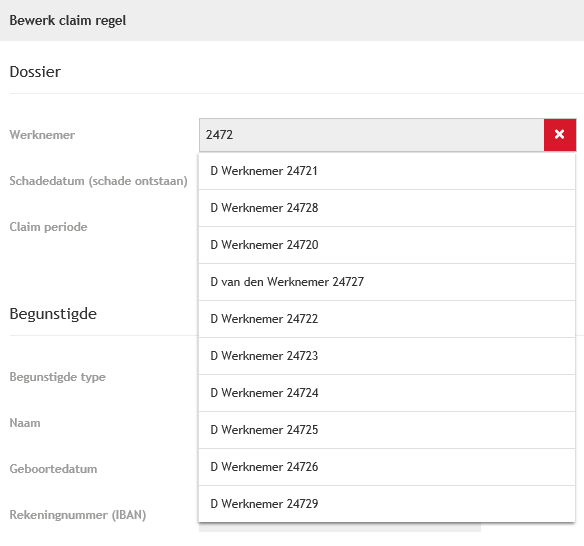 Bewerk claim regel
Dossier
Werknemer
2472
Schadedatum (schade ontstaan)
Claim periode
D Werknemer 24721
D Werknemer 24728
D Werknemer 24720
D van den Werknemer 24727
D Werknemer 24722
D Werknemer 24723
D Werknemer 24724
D Werknemer 24725
D Werknemer 24726
D Werknemer 24729
Begunstigde
Begunstigde type
Naam
Geboortedatum
Rekeningnummer (IBAN)